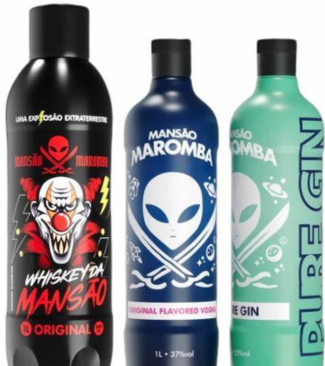 UMA EXPLOSÃO EXTRATERRESTRE
MANSÃO MAROMBA
WHISKEY DA
MANSÃO
1L ORIGINAL
MANSÃO
MAROMBA
ORIGINAL FLAVORED VODKA
1L • 37%vol
PURE GIN